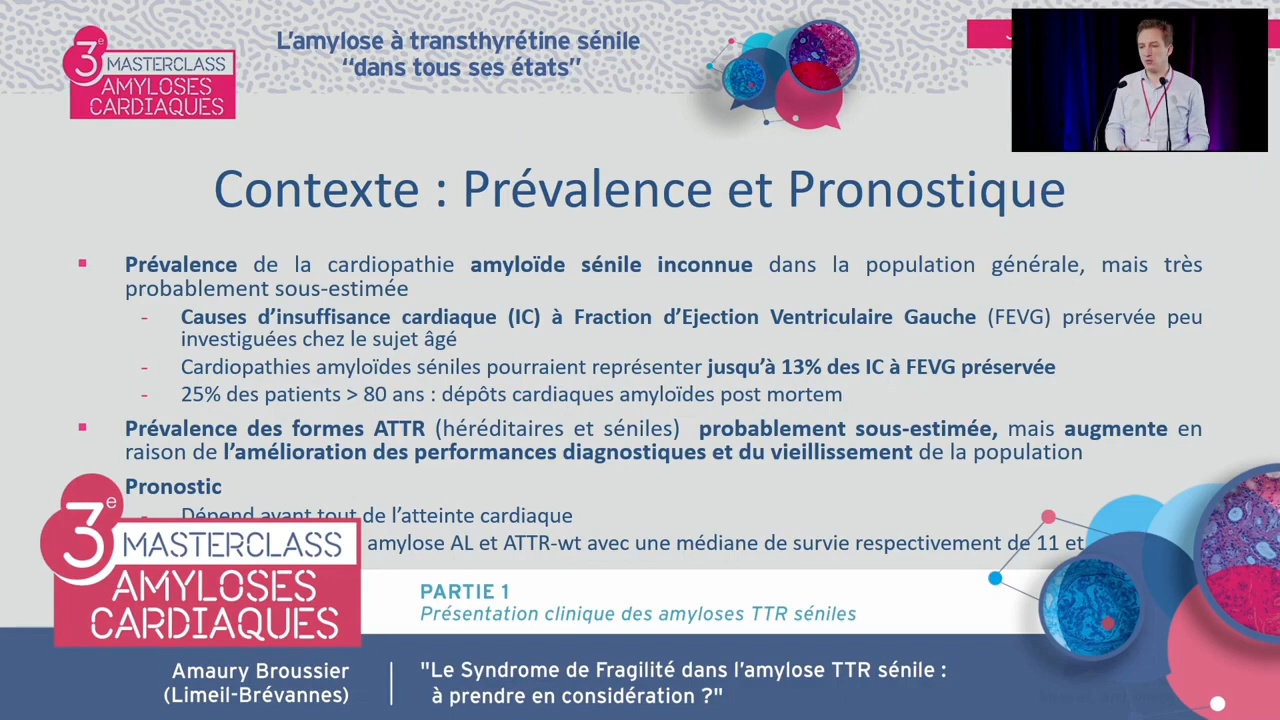 3e
MASTERCLASS
AMYLOSES
CARDIAQUES
L'amylose à transthyrétine sénile
"dans tous ses états"
Contexte : Prévalence et Pronostique
Prévalence de la cardiopathie amyloïde sénile inconnue dans la population générale, mais très
probablement sous-estimée
- Causes d'insuffisance cardiaque (IC) à Fraction d'Ejection Ventriculaire Gauche (FEVG) préservée peu
investiguées chez le sujet âgé
- Cardiopathies amyloïdes séniles pourraient représenter jusqu'à 13% des IC à FEVG préservée
- 25% des patients > 80 ans : dépôts cardiaques amyloïdes post mortem
Prévalence des formes ATTR (héréditaires et séniles) probablement sous-estimée, mais augmente en
raison de l'amélioration des performances diagnostiques et du vieillissement de la population
Pronostic
- Dépend avant tout de l'atteinte cardiaque
amylose AL et ATTR-wt avec une médiane de survie respectivement de 11 et
3e
MASTERCLASS
AMYLOSES
CARDIAQUES
PARTIE 1
Présentation clinique des amyloses TTR séniles
Amaury Broussier
(Limeil-Brévannes)
"Le Syndrome de Fragilité dans l'amylose TTR sénile :
à prendre en considération ?"